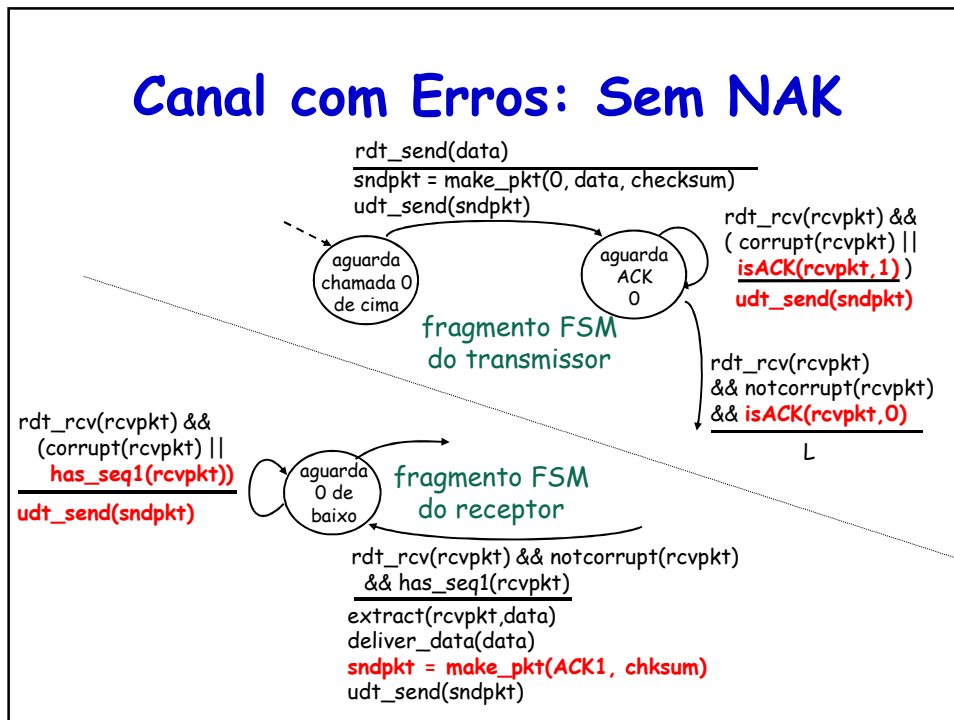 Canal com Erros: Sem NAK
rdt_send(data)
sndpkt = make_pkt(0, data, checksum)
udt_send(sndpkt)
aguarda
chamada 0
de cima
aguarda
ACK
0
rdt_rcv(rcvpkt) &&
( corrupt(rcvpkt) ||
isACK(rcvpkt,1) )
udt_send(sndpkt)
fragmento FSM
do transmissor
rdt_rcv(rcvpkt)
&& notcorrupt(rcvpkt)
&& isACK(rcvpkt,0)
L
rdt_rcv(rcvpkt) &&
(corrupt(rcvpkt) ||
has_seq1(rcvpkt))
udt_send(sndpkt)
aguarda
0 de
baixo
fragmento FSM
do receptor
rdt_rcv(rcvpkt) && notcorrupt(rcvpkt)
&& has_seq1(rcvpkt)
extract(rcvpkt,data)
deliver_data(data)
sndpkt = make_pkt(ACK1, chksum)
udt_send(sndpkt)